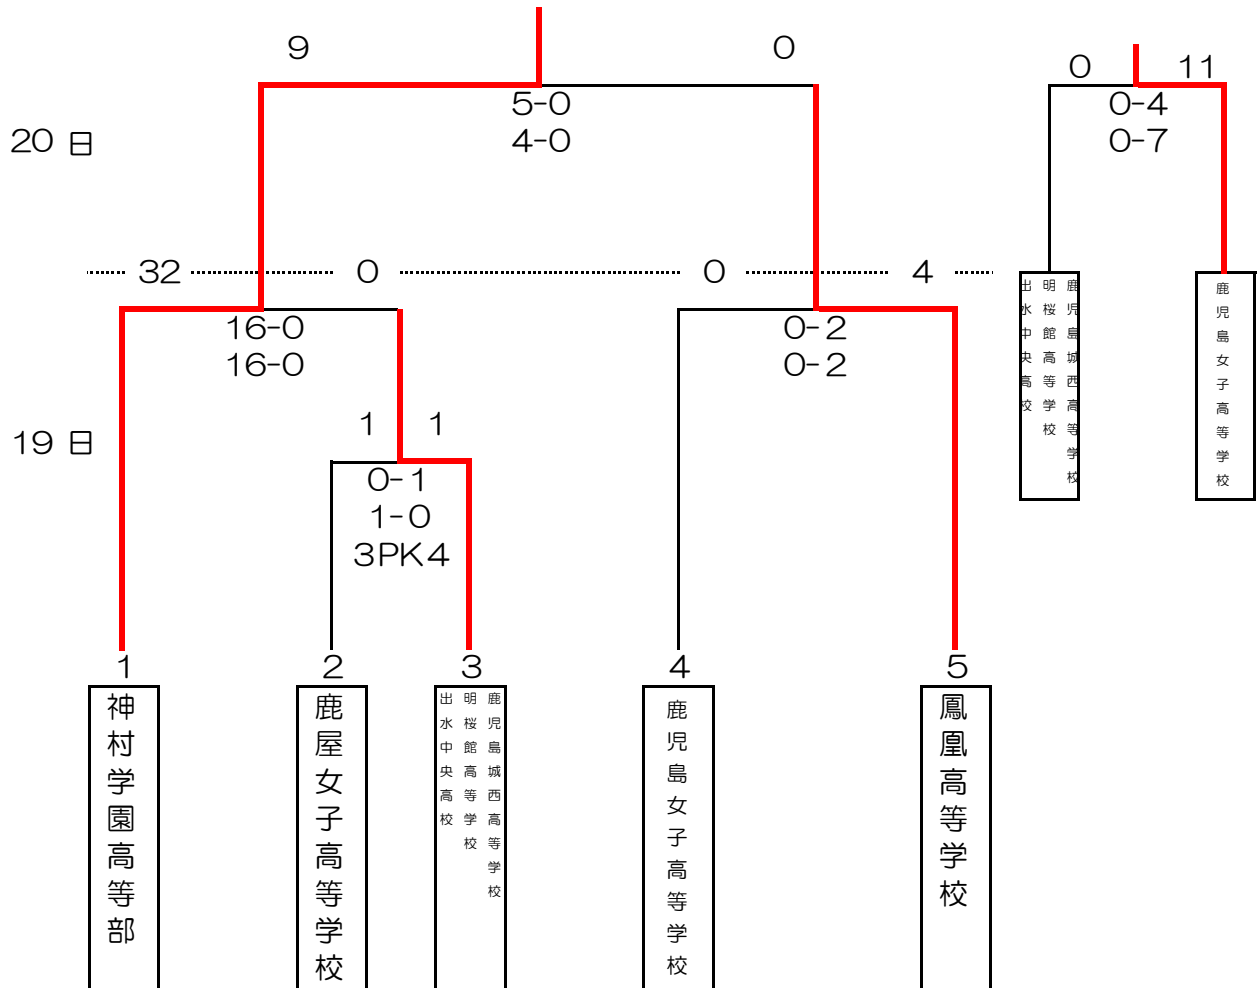 9
0
5-0
4-0
20日
0
11
0-4
0-7
鹿児島城西高等学校
明桜館高等学校
出水中央高校
鹿児島女子高等学校
32
0
0
4
16-0
16-0
0-2
0-2
19日
1
1
0-1
1-0
3PK4
1
2
3
4
5
神村学園高等部
鹿屋女子高等学校
鹿児島城西高等学校
明桜館高等学校
出水中央高校
鹿児島女子高等学校
鳳凰高等学校